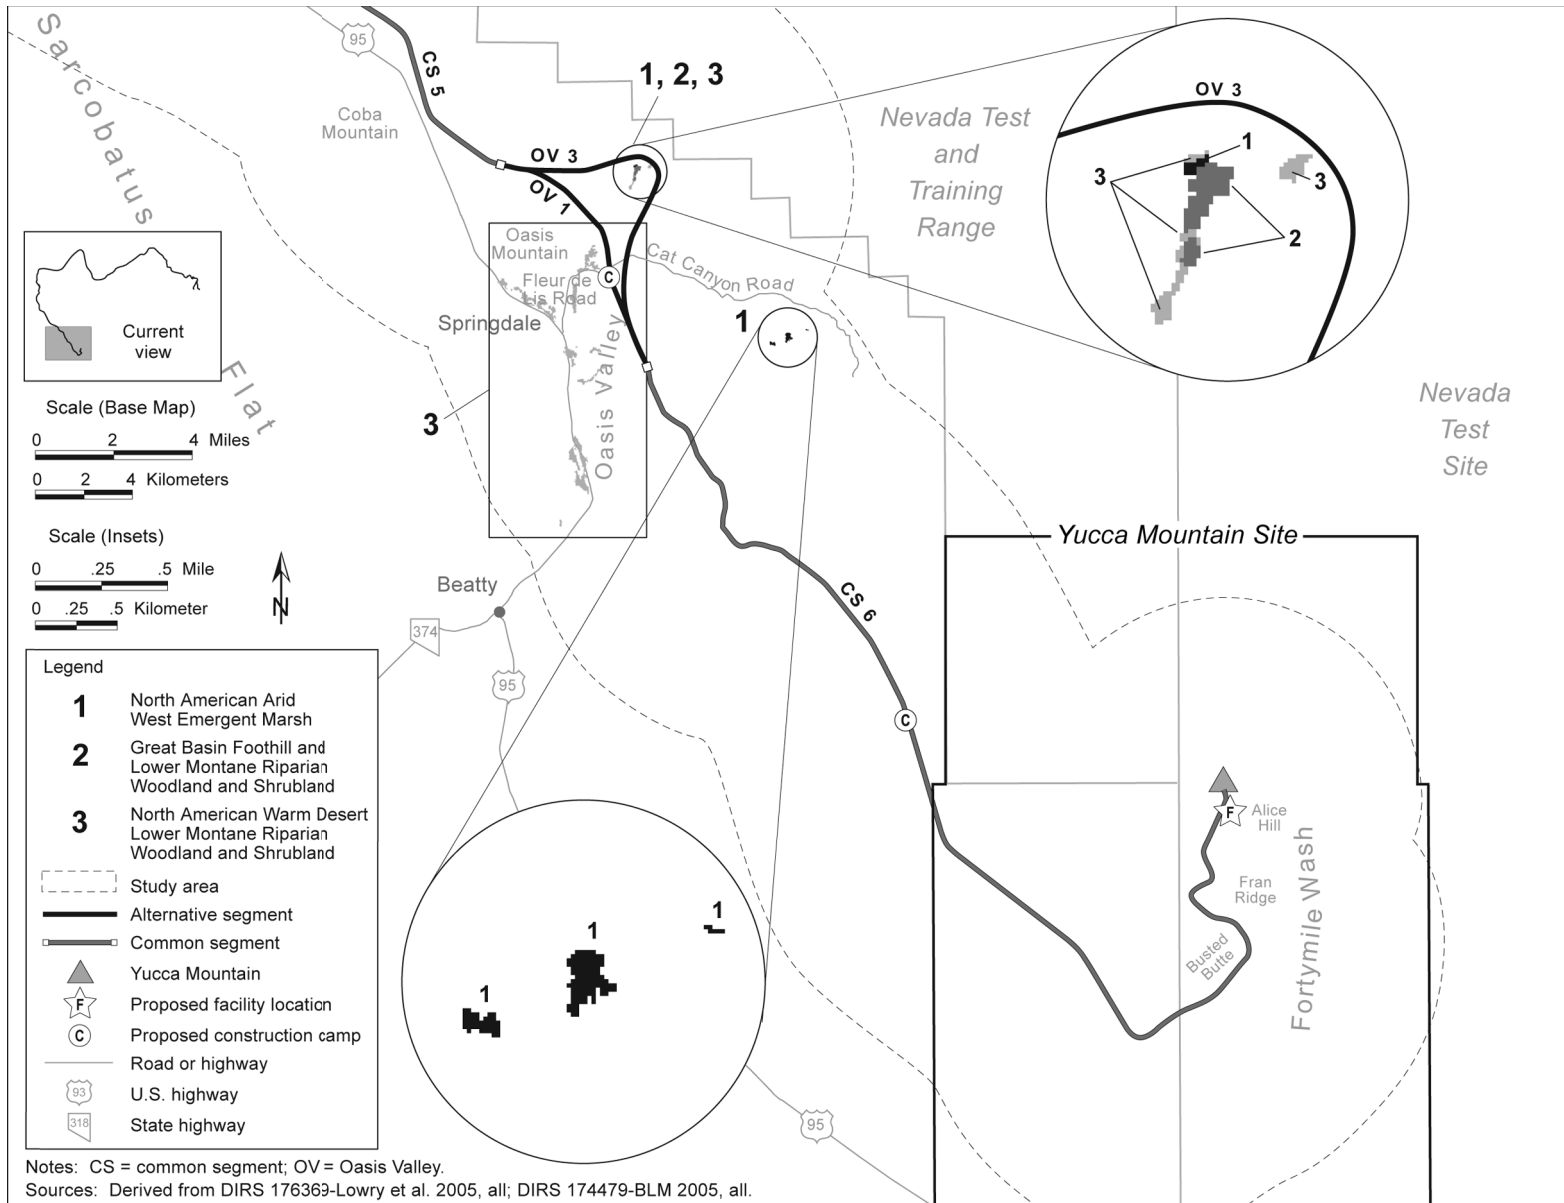 Sarcobatus
Flat
95
CS 5
Coba
Mountain
1, 2, 3
OV 3
OV 1
Nevada Test
and
Training
Range
OV 3
1
3
3
2
Oasis
Mountain
Fleur de
Lis Road
C
Cat Canyon Road
Springdale
Oasis Valley
1
3
Nevada
Test
Site
Current
view
Scale (Base Map)
0 2 4 Miles
0 2 4 Kilometers
Scale (Insets)
0 .25 .5 Mile
0 .25 .5 Kilometer
N
Beatty
374
95
Yucca Mountain Site
CS 6
C
F
Alice
Hill
Fran
Ridge
Busted
Butte
Fortymile Wash
1
1
1
95
Legend
1 North American Arid
West Emergent Marsh
2 Great Basin Foothill and
Lower Montane Riparian
Woodland and Shrubland
3 North American Warm Desert
Lower Montane Riparian
Woodland and Shrubland
Study area
Alternative segment
Common segment
Yucca Mountain
F Proposed facility location
C Proposed construction camp
Road or highway
93 U.S. highway
318 State highway
Notes: CS = common segment; OV = Oasis Valley.
Sources: Derived from DIRS 176369-Lowry et al. 2005, all; DIRS 174479-BLM 2005, all.